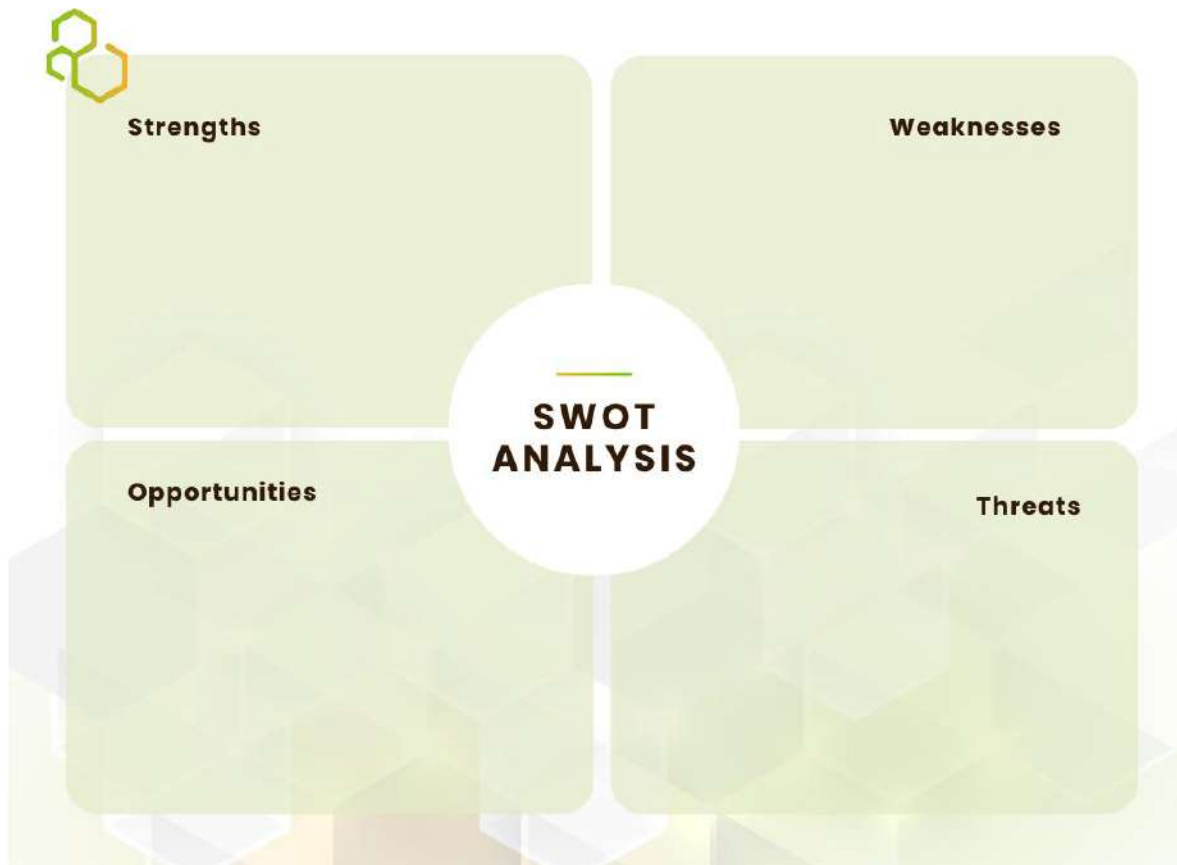 Strengths
Weaknesses
SWOT
ANALYSIS
Opportunities
Threats